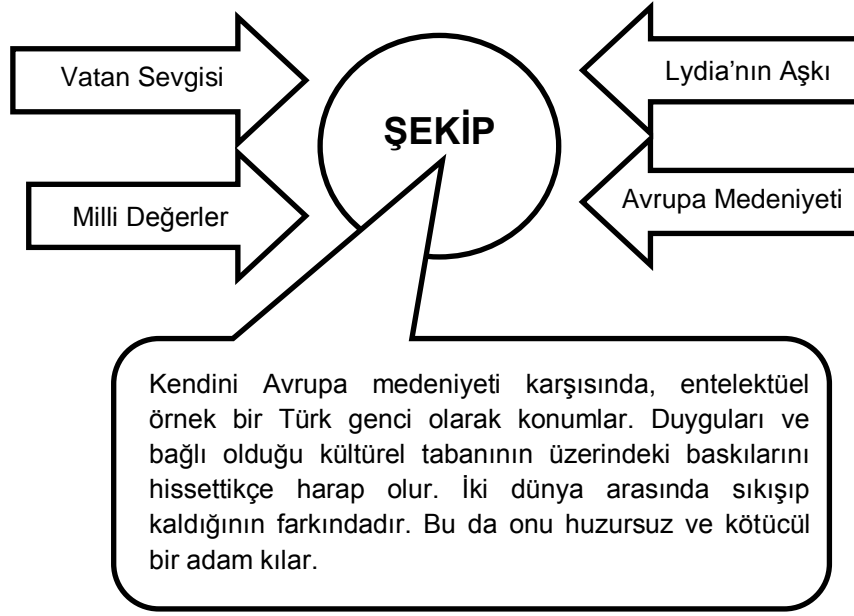 Vatan Sevgisi
Lydia’nın Aşkı
ŞEKİP
Milli Değerler
Avrupa Medeniyeti
Kendini Avrupa medeniyeti karşısında, entelektüel
örnek bir Türk genci olarak konumlar. Duyguları ve
bağlı olduğu kültürel tabanının üzerindeki baskılarını
hissettikçe harap olur. İki dünya arasında sıkışıp
kaldığının farkındadır. Bu da onu huzursuz ve kötücül
bir adam kılar.